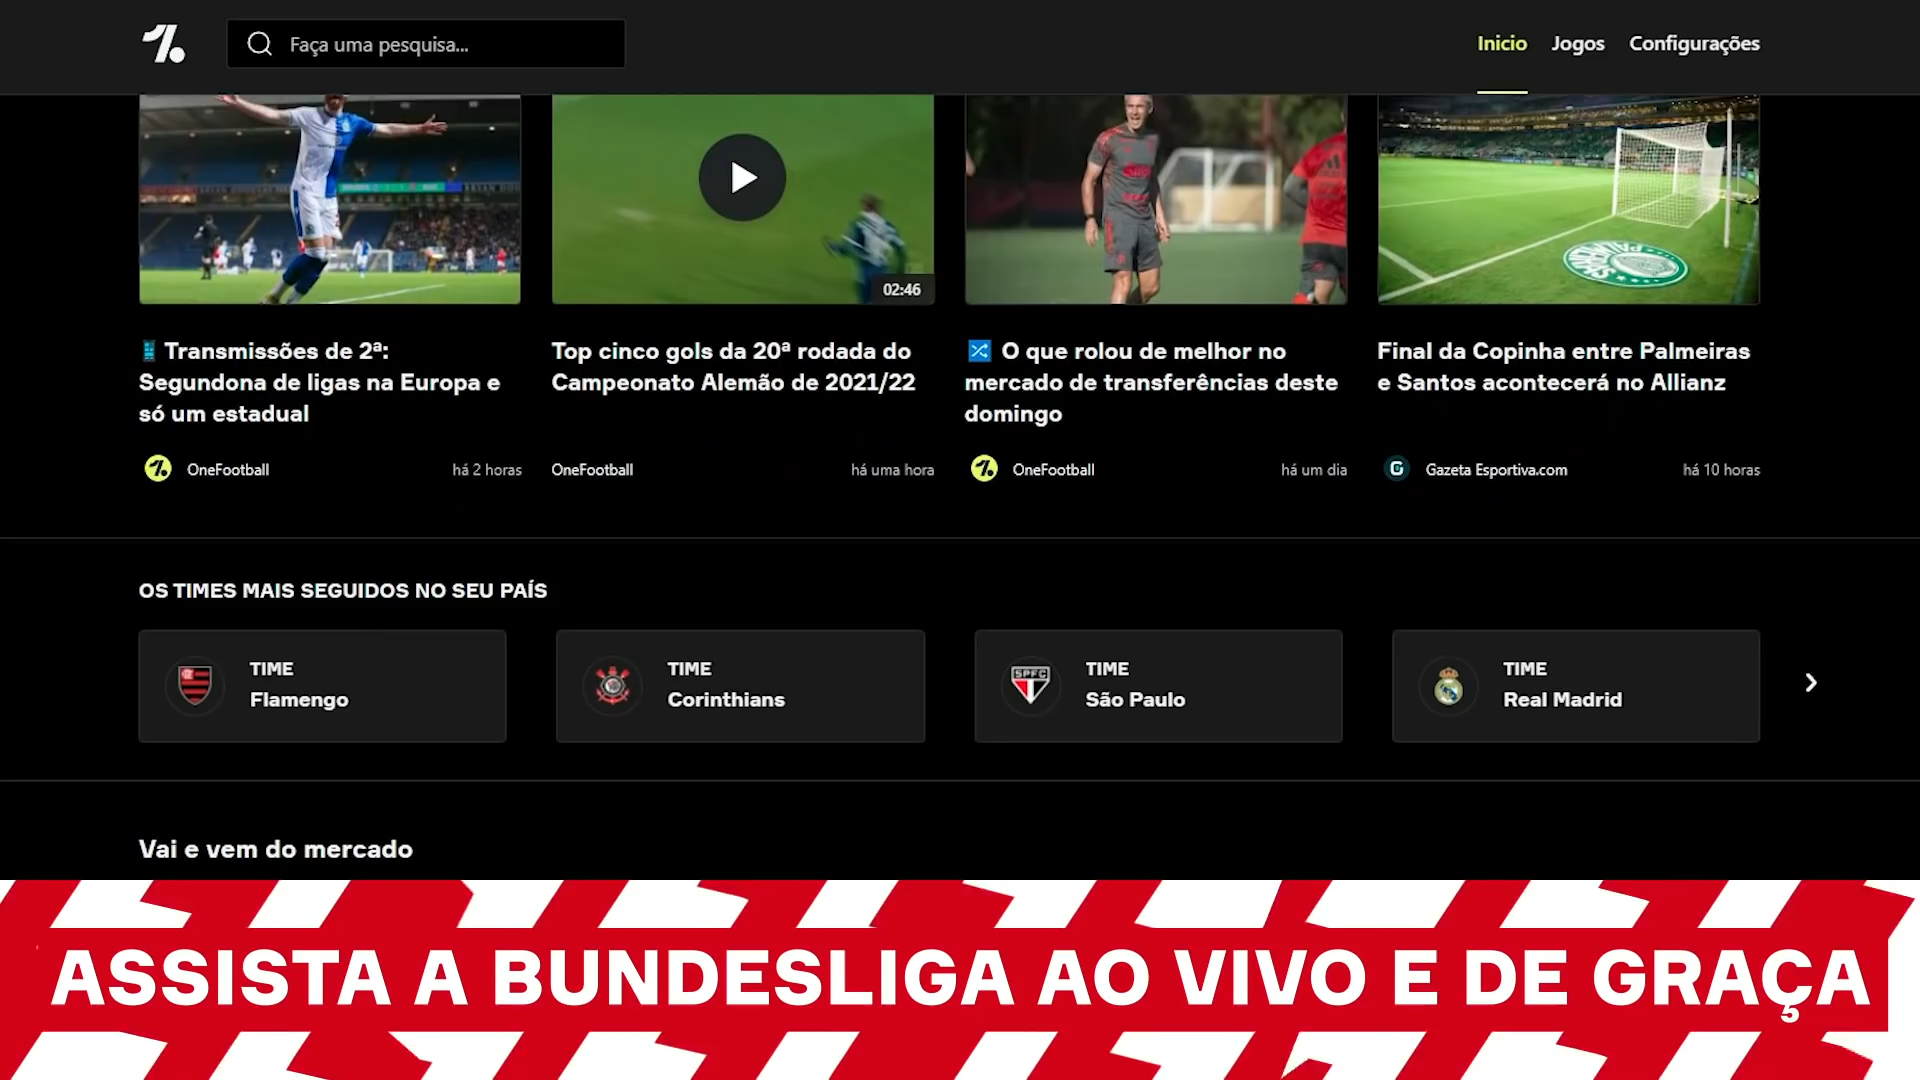 Faça uma pesquisa...
Inicio
Jogos
Configurações
02:46
PALMEIRAS
Transmissões de 2ª:
Segundona de ligas na Europa e
só um estadual
Top cinco gols da 20ª rodada do
Campeonato Alemão de 2021/22
O que rolou de melhor no
mercado de transferências deste
domingo
Final da Copinha entre Palmeiras
e Santos acontecerá no Allianz
OneFootball
há 2 horas
OneFootball
há uma hora
OneFootball
há um dia
G
Gazeta Esportiva.com
há 10 horas
OS TIMES MAIS SEGUIDOS NO SEU PAÍS
TIME
Flamengo
TIME
Corinthians
SPFC
TIME
São Paulo
TIME
Real Madrid
Vai e vem do mercado
ASSISTA A BUNDESLIGA AO VIVO E DE GRAÇA